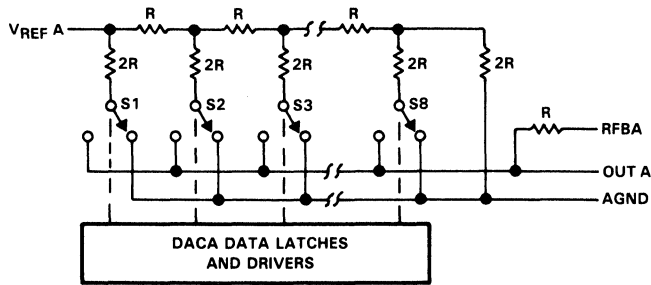 R R R
VREF A
2R 2R 2R 2R 2R
S1 S2 S3 S8
R
RFBA
OUT A
AGND
DACA DATA LATCHES
AND DRIVERS